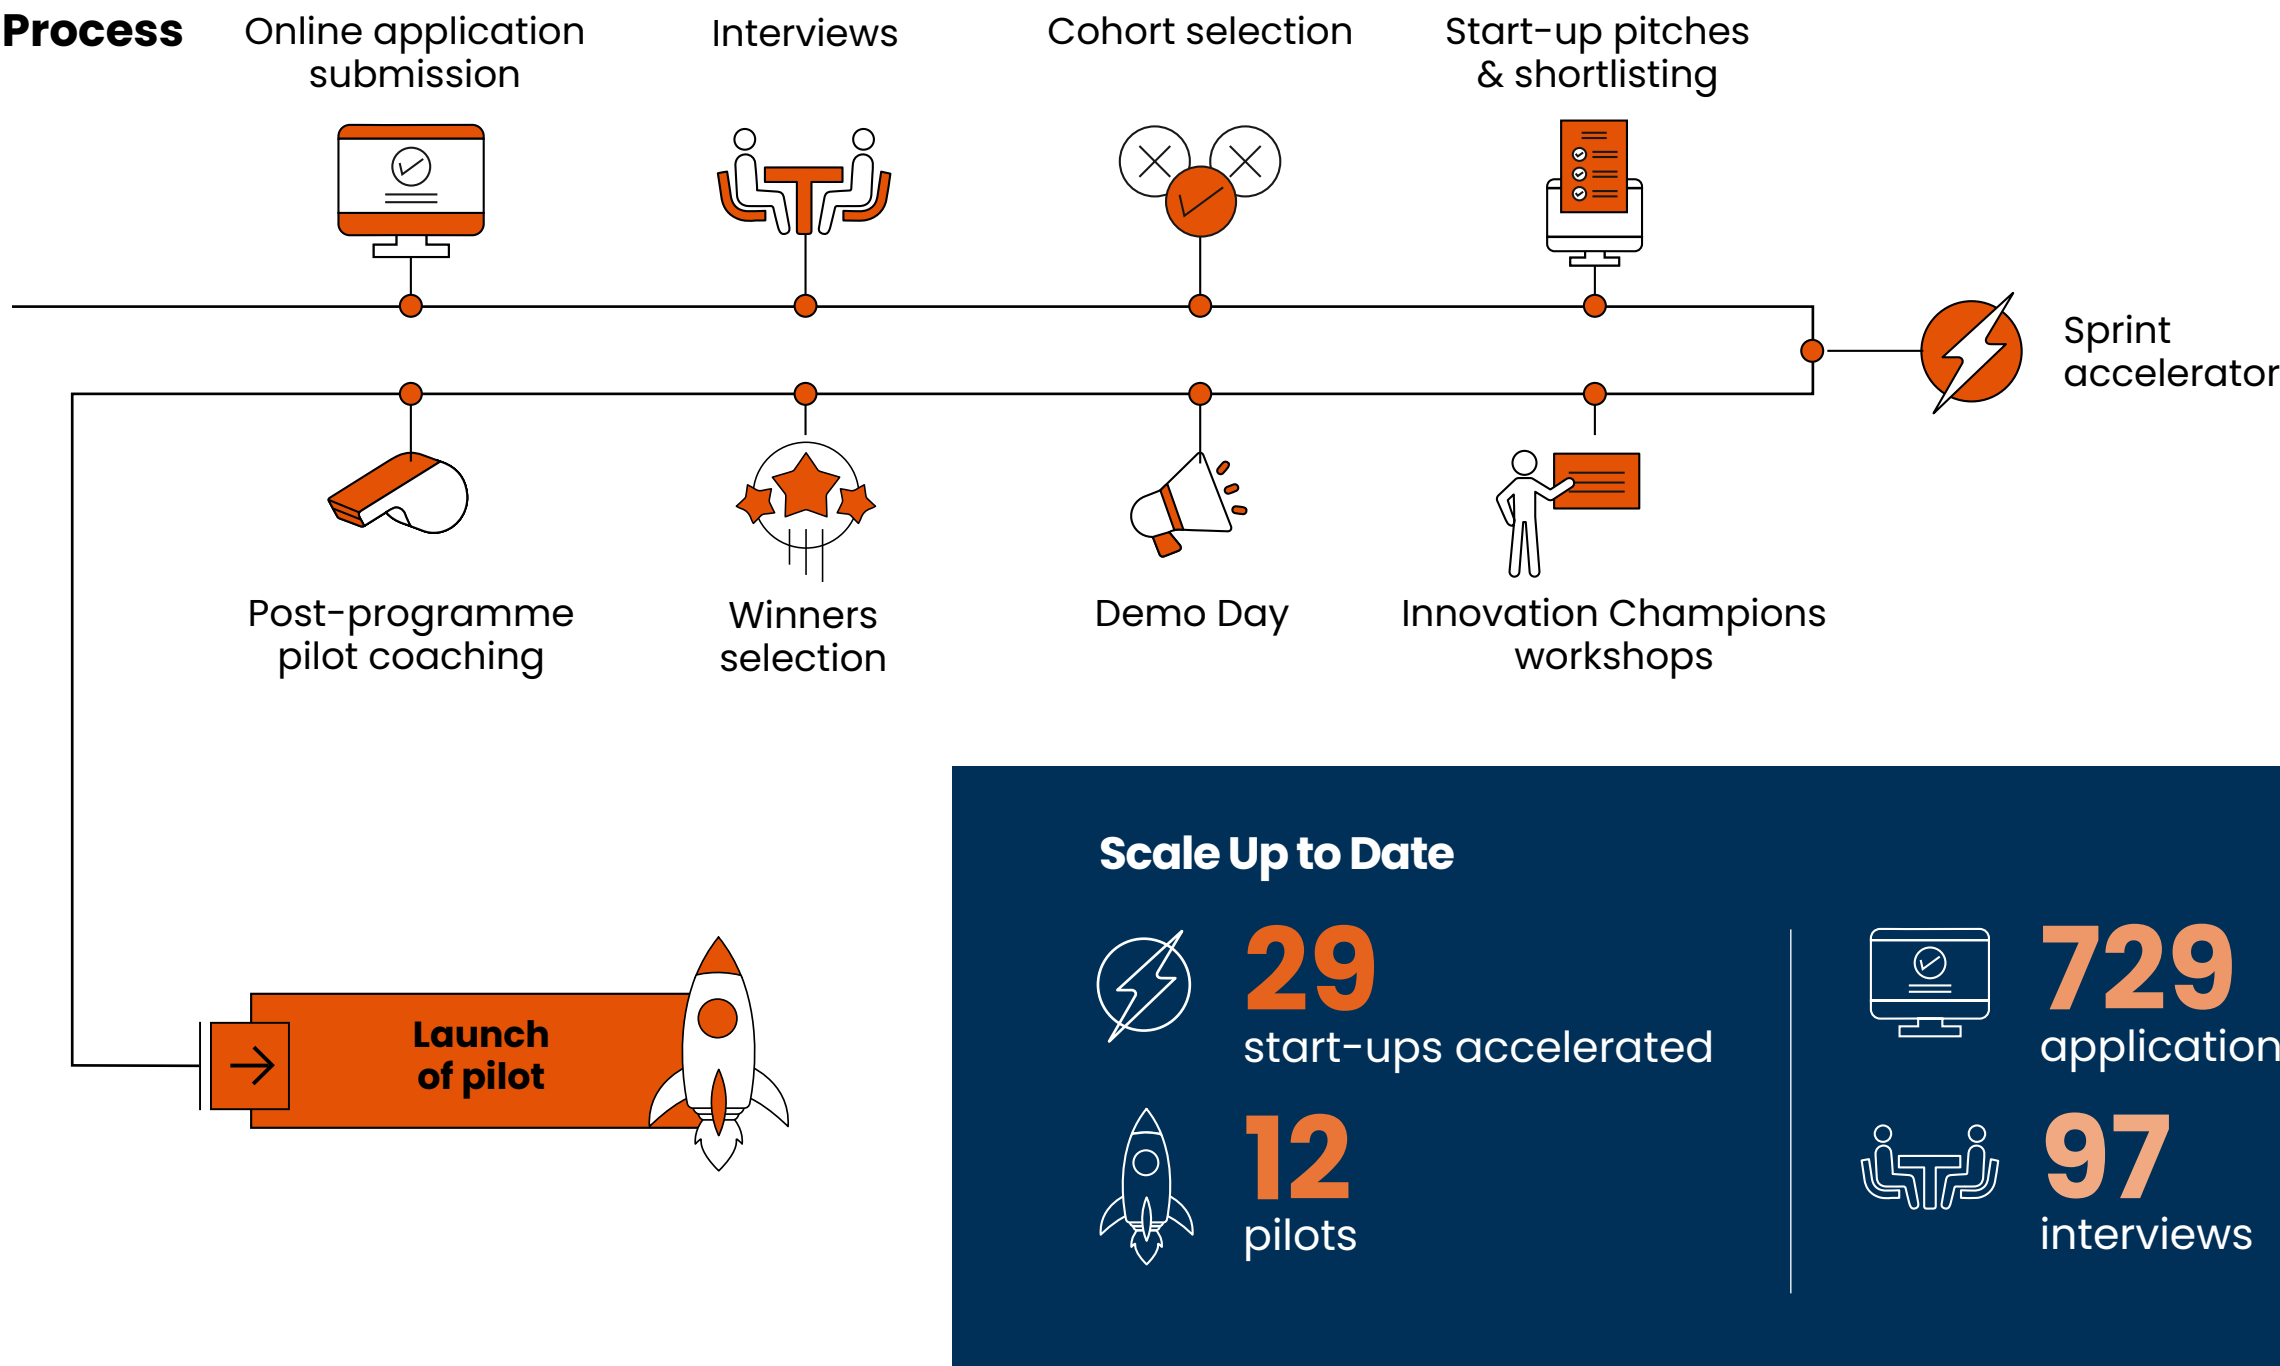 Process
Online application
submission
Interviews
Cohort selection
Start-up pitches
& shortlisting
Sprint
accelerator
Post-programme
pilot coaching
Winners
selection
Demo Day
Innovation Champions
workshops
Launch
of pilot
Scale Up to Date
29
start-ups accelerated
12
pilots
729
application
97
interviews